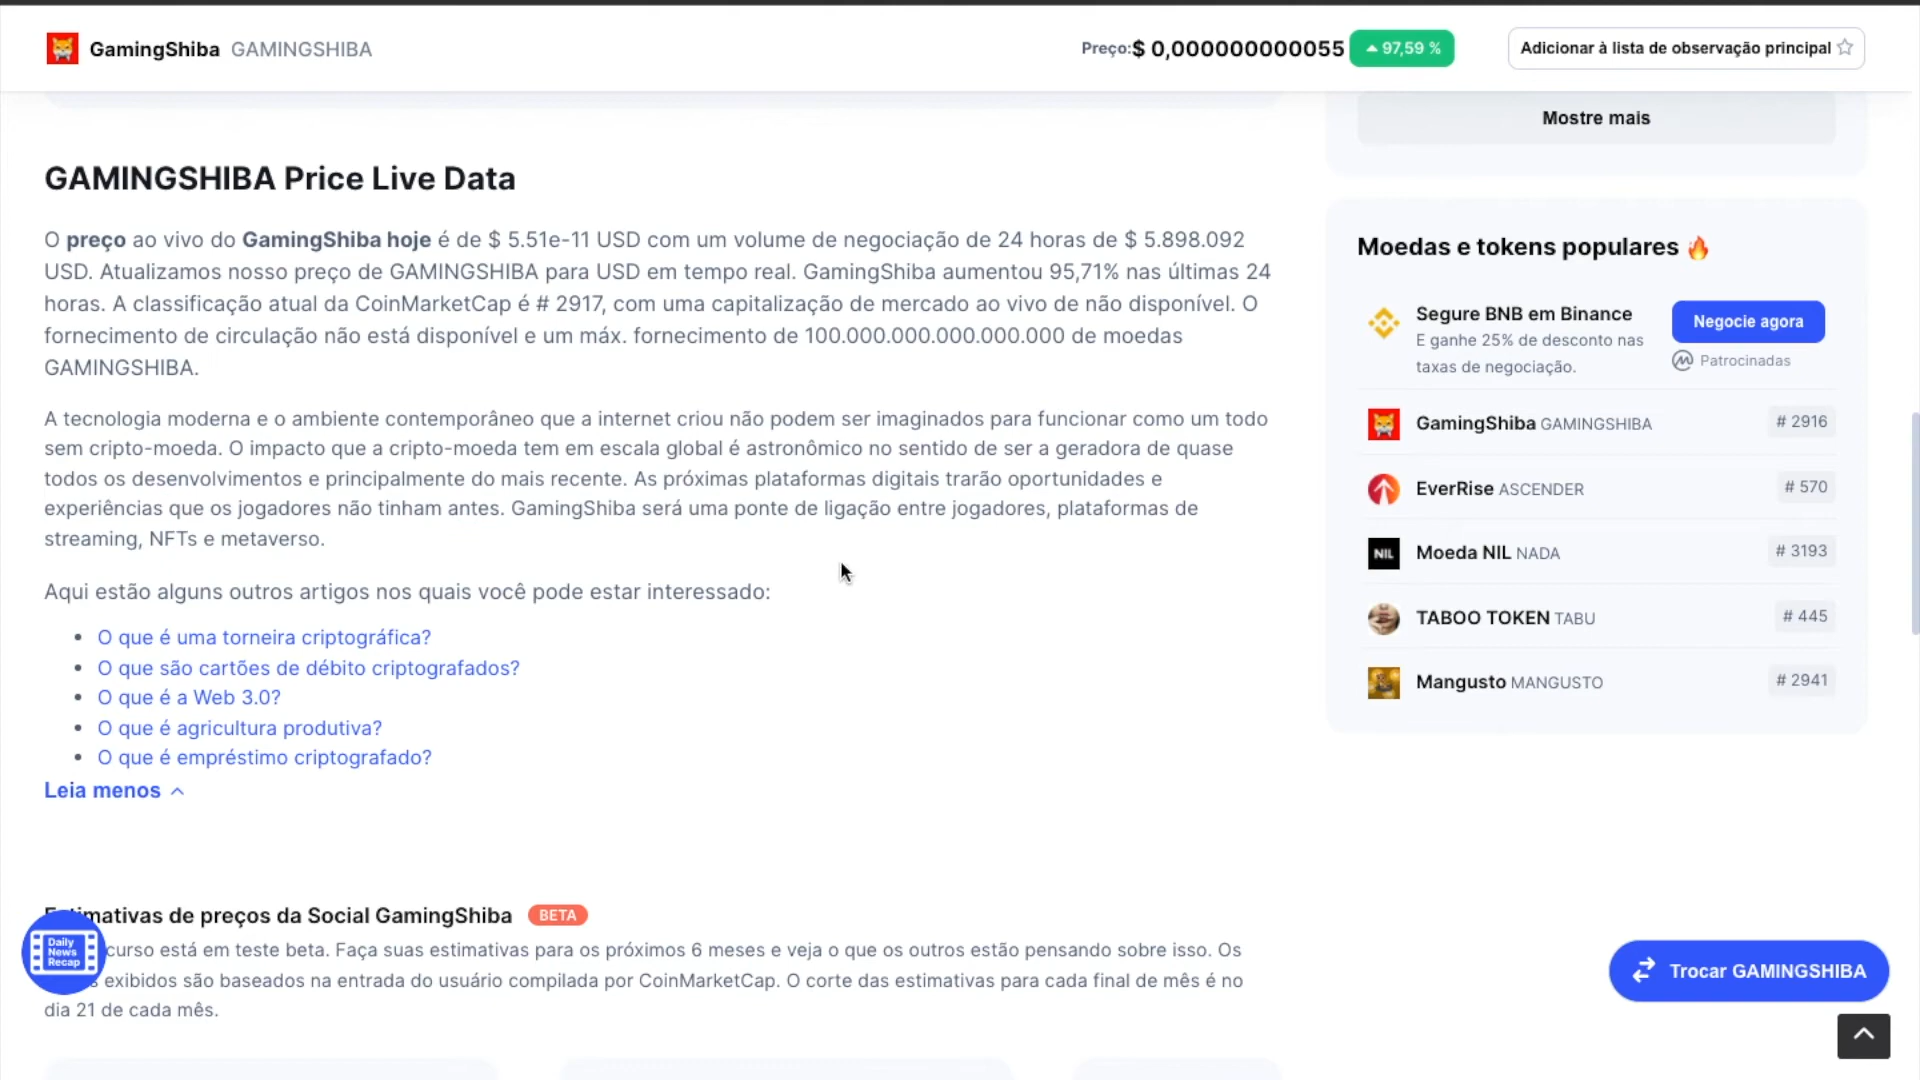 GamingShiba GAMINGSHIBA
Preço:$ 0,000000000055 97,59 %
Adicionar à lista de observação principal
Mostre mais
GAMINGSHIBA Price Live Data
O preço ao vivo do GamingShiba hoje é de $ 5.51e-11 USD com um volume de negociação de 24 horas de $ 5.898.092
USD. Atualizamos nosso preço de GAMINGSHIBA para USD em tempo real. GamingShiba aumentou 95,71% nas últimas 24
horas. A classificação atual da CoinMarketCap é # 2917, com uma capitalização de mercado ao vivo de não disponível. O
fornecimento de circulação não está disponível e um máx. fornecimento de 100.000.000.000.000.000 de moedas
GAMINGSHIBA.
A tecnologia moderna e o ambiente contemporâneo que a internet criou não podem ser imaginados para funcionar como um todo
sem cripto-moeda. O impacto que a cripto-moeda tem em escala global é astronômico no sentido de ser a geradora de quase
todos os desenvolvimentos e principalmente do mais recente. As próximas plataformas digitais trarão oportunidades e
experiências que os jogadores não tinham antes. GamingShiba será uma ponte de ligação entre jogadores, plataformas de
streaming, NFTs e metaverso.
Aqui estão alguns outros artigos nos quais você pode estar interessado:
O que é uma torneira criptográfica?
O que são cartões de débito criptografados?
O que é a Web 3.0?
O que é agricultura produtiva?
O que é empréstimo criptografado?
Leia menos
Moedas e tokens populares
Segure BNB em Binance
E ganhe 25% de desconto nas
taxas de negociação.
Negocie agora
Patrocinadas
GamingShiba GAMINGSHIBA # 2916
EverRise ASCENDER # 570
NIL Moeda NIL NADA # 3193
TABOO TOKEN TABU # 445
Mangusto MANGUSTO # 2941
Estimativas de preços da Social GamingShiba BETA
curso está em teste beta. Faça suas estimativas para os próximos 6 meses e veja o que os outros estão pensando sobre isso. Os
exibidos são baseados na entrada do usuário compilada por CoinMarketCap. O corte das estimativas para cada final de mês é no
dia 21 de cada mês.
Daily
News
Recap
Trocar GAMINGSHIBA